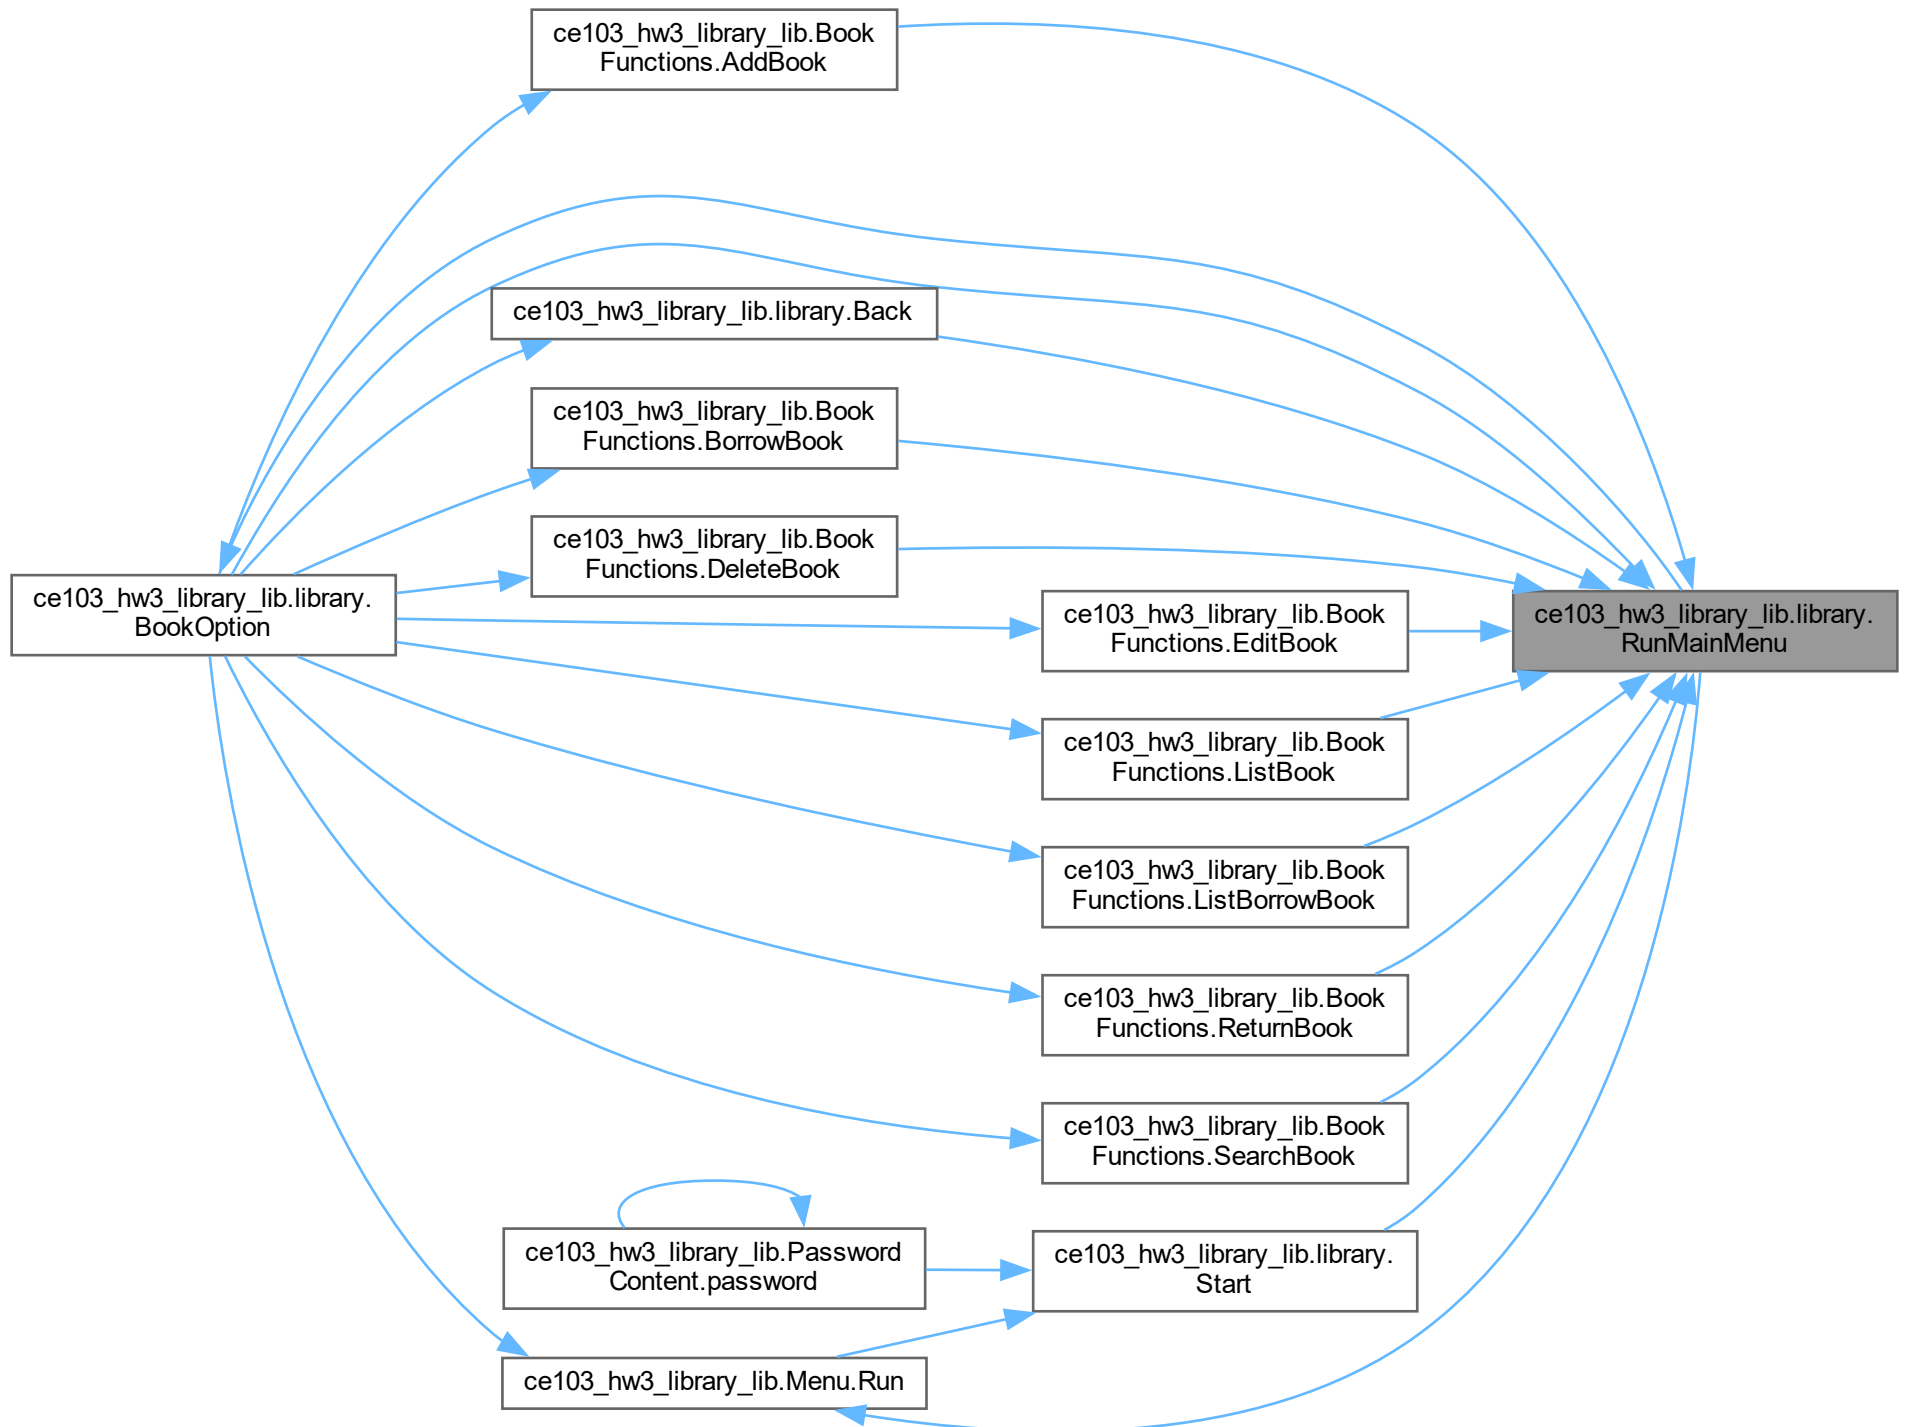 ce103_hw3_library_lib.Book
Functions.AddBook
ce103_hw3_library_lib.library.Back
ce103_hw3_library_lib.Book
Functions.BorrowBook
ce103_hw3_library_lib.Book
Functions.DeleteBook
ce103_hw3_library_lib.library.
BookOption
ce103_hw3_library_lib.Book
Functions.EditBook
ce103_hw3_library_lib.library.
RunMainMenu
ce103_hw3_library_lib.Book
Functions.ListBook
ce103_hw3_library_lib.Book
Functions.ListBorrowBook
ce103_hw3_library_lib.Book
Functions.ReturnBook
ce103_hw3_library_lib.Book
Functions.SearchBook
ce103_hw3_library_lib.Password
Content.password
ce103_hw3_library_lib.library.
Start
ce103_hw3_library_lib.Menu.Run